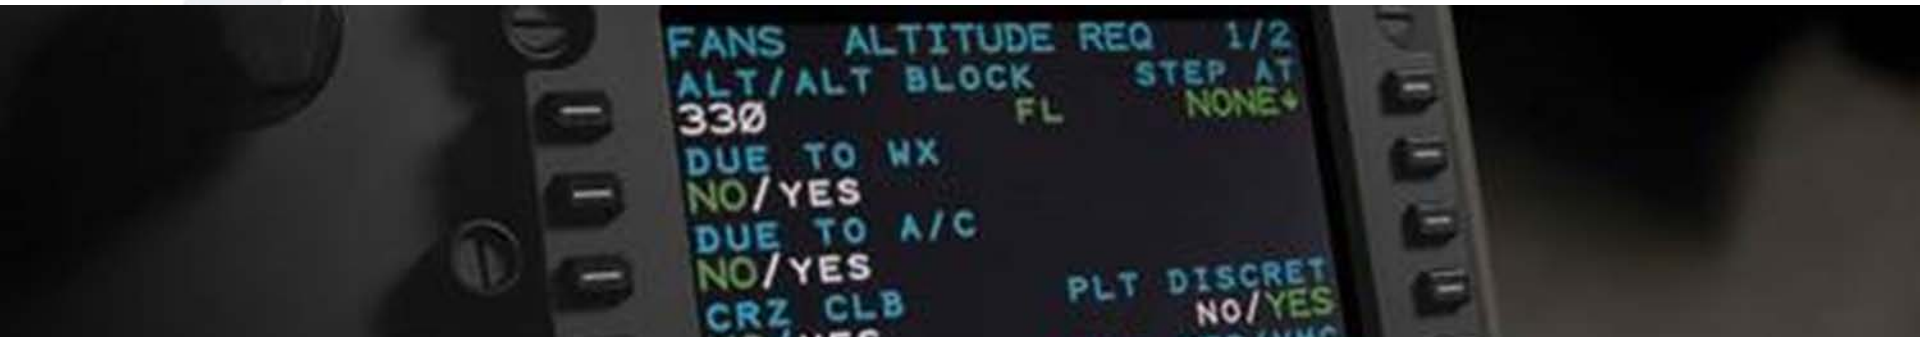 FANS ALTITUDE REQ 1/2
ALT/ALT BLOCK STEP AT
330 FL NONE↓
DUE TO WX
NO/YES
DUE TO A/C
NO/YES PLT DISCRET
CRZ CLB NO/YES